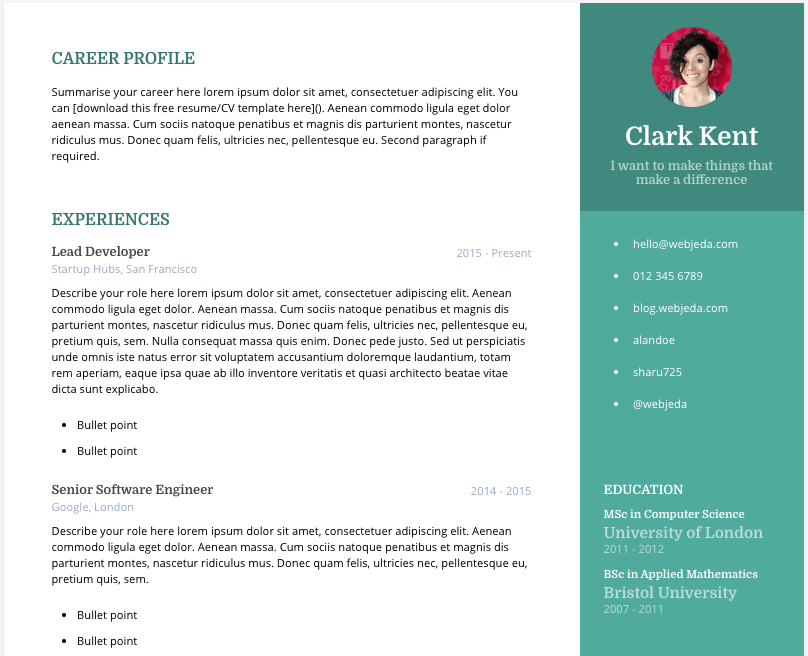 CAREER PROFILE
Summarise your career here lorem ipsum dolor sit amet, consectetuer adipiscing elit. You
can [download this free resume/CV template here](). Aenean commodo ligula eget dolor
aenean massa. Cum sociis natoque penatibus et magnis dis parturient montes, nascetur
ridiculus mus. Donec quam felis, ultricies nec, pellentesque eu. Second paragraph if
required.
EXPERIENCES
Lead Developer
2015 - Present
Startup Hubs, San Francisco
Describe your role here lorem ipsum dolor sit amet, consectetuer adipiscing elit. Aenean
commodo ligula eget dolor. Aenean massa. Cum sociis natoque penatibus et magnis dis
parturient montes, nascetur ridiculus mus. Donec quam felis, ultricies nec, pellentesque eu,
pretium quis, sem. Nulla consequat massa quis enim. Donec pede justo. Sed ut perspiciatis
unde omnis iste natus error sit voluptatem accusantium doloremque laudantium, totam
rem aperiam, eaque ipsa quae ab illo inventore veritatis et quasi architecto beatae vitae
dicta sunt explicabo.
• Bullet point
• Bullet point
Senior Software Engineer
2014 - 2015
Google, London
Describe your role here lorem ipsum dolor sit amet, consectetuer adipiscing elit. Aenean
commodo ligula eget dolor. Aenean massa. Cum sociis natoque penatibus et magnis dis
parturient montes, nascetur ridiculus mus. Donec quam felis, ultricies nec, pellentesque eu,
pretium quis, sem.
• Bullet point
• Bullet point
Clark Kent
I want to make things that
make a difference
• hello@webjeda.com
• 012 345 6789
• blog.webjeda.com
• alandoe
• sharu725
• @webjeda
EDUCATION
MSc in Computer Science
University of London
2011 - 2012
BSc in Applied Mathematics
Bristol University
2007 - 2011